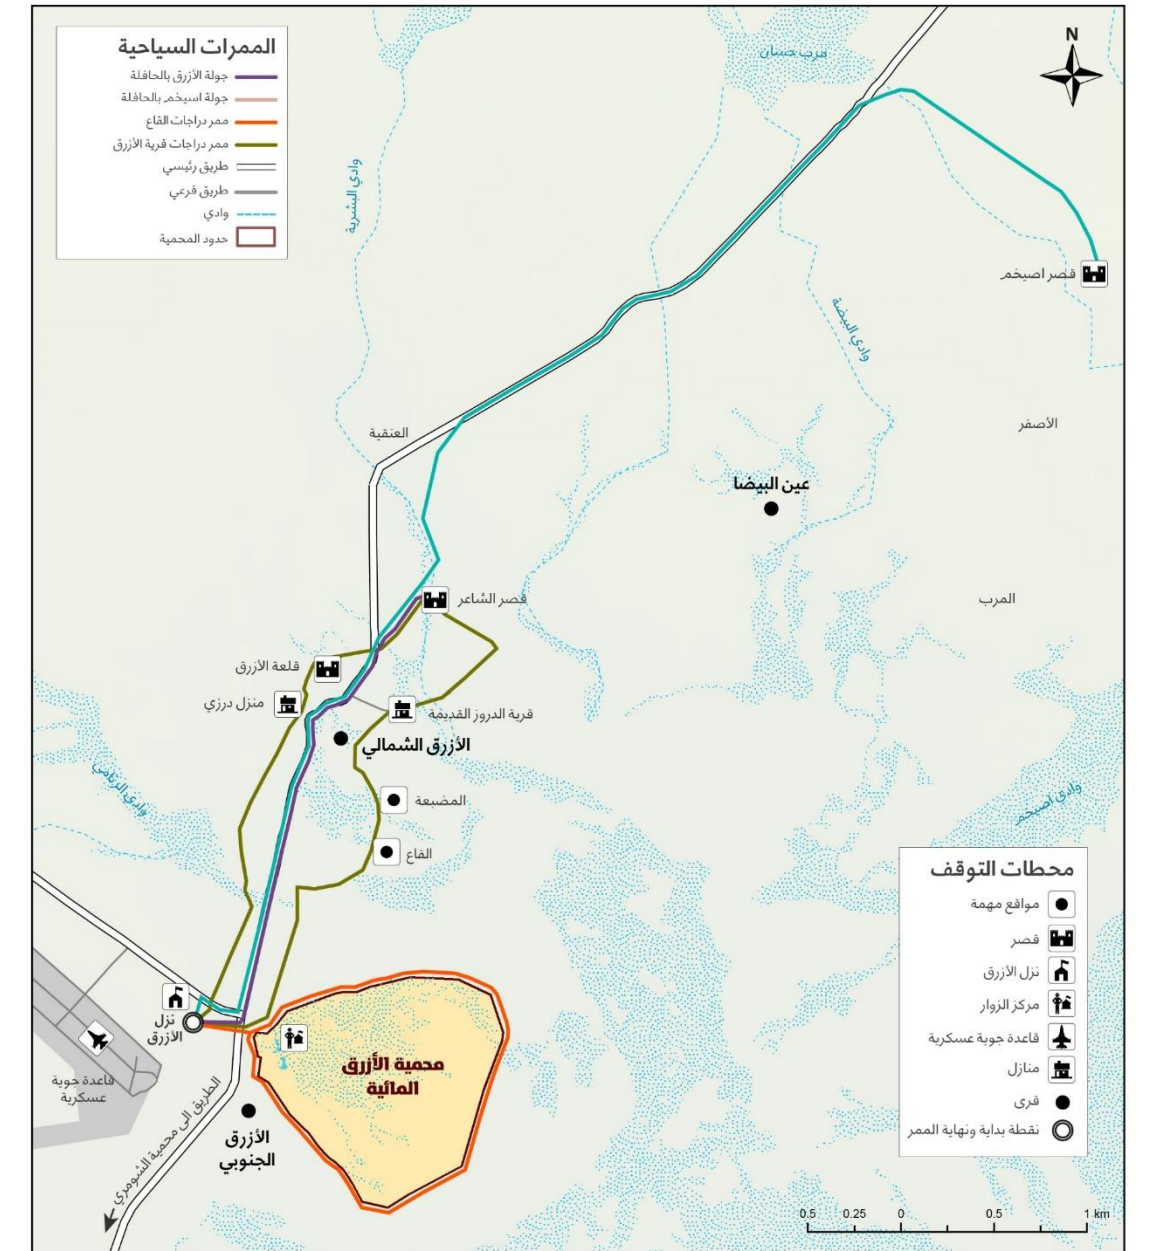 الممرات السياحية
جولة الأزرق بالحافلة
جولة اسيخم بالحافلة
ممر دراجات القاع
ممر دراجات قرية الأزرق
طريق رئيسي
طريق فرعي
وادي
حدود المحمية
مرب حسان
N
وادي البشرية
قصر اصيخم
وادي البيضة
العنقية
الأصفر
عين البيضا
قصر الشاعر
المرب
قلعة الأزرق
منزل درزي
قرية الدروز القديمة
الأزرق الشمالي
المضبعة
القاع
وادي اصيخم
نزل
الأزرق
قاعدة جوية
عسكرية
محمية الأزرق
المائية
الطريق الى محمية الشومري
الأزرق
الجنوبي
محطات التوقف
مواقع مهمة
قصر
نزل الأزرق
مركز الزوار
قاعدة جوية عسكرية
منازل
قرى
نقطة بداية ونهاية الممر
0.5 0.25 0 0.5 1 km